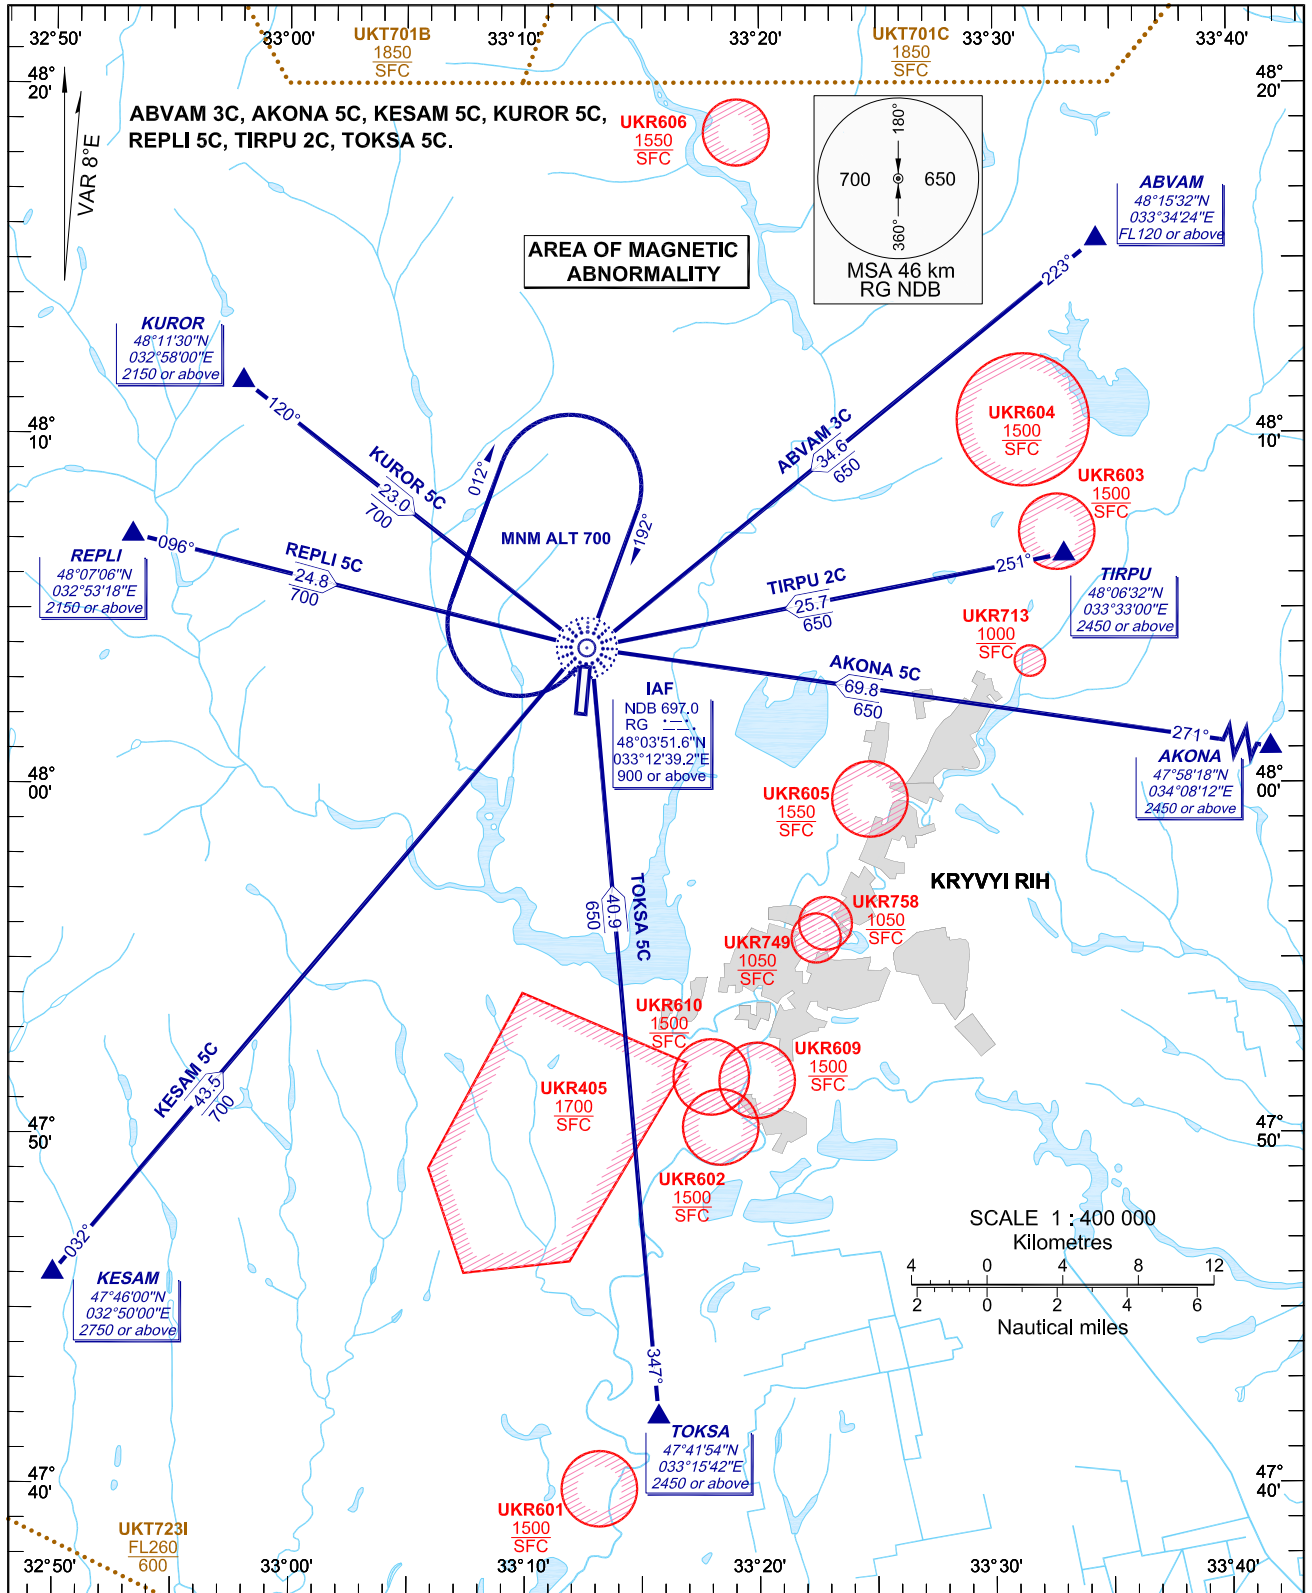 32°50'
33°00'
33°10'
33°20'
33°30'
33°40'
UKT701B
1850
SFC
UKT701C
1850
SFC
48°
20'
48°
20'
VAR 8°E
ABVAM 3C, AKONA 5C, KESAM 5C, KUROR 5C,
REPLI 5C, TIRPU 2C, TOKSA 5C.
UKR606
1550
SFC
180°
700
650
360°
MSA 46 km
RG NDB
ABVAM
48°15'32"N
033°34'24"E
FL120 or above
223°
AREA OF MAGNETIC
ABNORMALITY
KUROR
48°11'30"N
032°58'00"E
2150 or above
120°
KUROR 5C
23.0
700
012°
192°
MNM ALT 700
ABVAM 3C
34.6
650
UKR604
1500
SFC
48°
10'
48°
10'
UKR603
1500
SFC
REPLI
48°07'06"N
032°53'18"E
2150 or above
096°
REPLI 5C
24.8
700
TIRPU 2C
25.7
650
251°
TIRPU
48°06'32"N
033°33'00"E
2450 or above
UKR713
1000
SFC
AKONA 5C
69.8
650
271°
AKONA
47°58'18"N
034°08'12"E
2450 or above
IAF
NDB 697.0
RG
48°03'51.6"N
033°12'39.2"E
900 or above
48°
00'
48°
00'
UKR605
1550
SFC
KRYVYI RIH
TOKSA 5C
40.9
650
UKR758
1050
SFC
UKR749
1050
SFC
UKR610
1500
SFC
UKR609
1500
SFC
UKR405
1700
SFC
KESAM 5C
43.5
700
47°
50'
47°
50'
UKR602
1500
SFC
032°
KESAM
47°46'00"N
032°50'00"E
2750 or above
SCALE 1 : 400 000
Kilometres
4 0 4 8 12
2 0 2 4 6
Nautical miles
347°
TOKSA
47°41'54"N
033°15'42"E
2450 or above
47°
40'
47°
40'
UKR601
1500
SFC
UKT723I
FL260
600
32°50'
33°00'
33°10'
33°20'
33°30'
33°40'